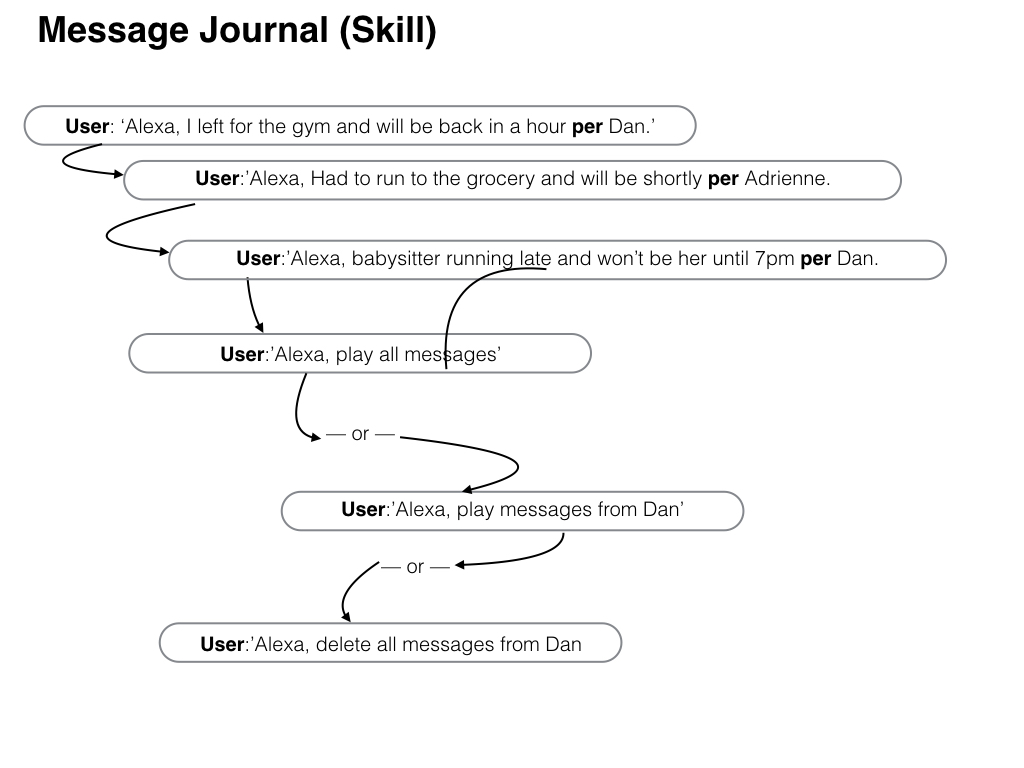 Message Journal (Skill)
User: ‘Alexa, I left for the gym and will be back in a hour per Dan.’
User:’Alexa, Had to run to the grocery and will be shortly per Adrienne.
User:’Alexa, babysitter running late and won’t be her until 7pm per Dan.
User:’Alexa, play all messages’
— or —
User:’Alexa, play messages from Dan’
— or —
User:’Alexa, delete all messages from Dan